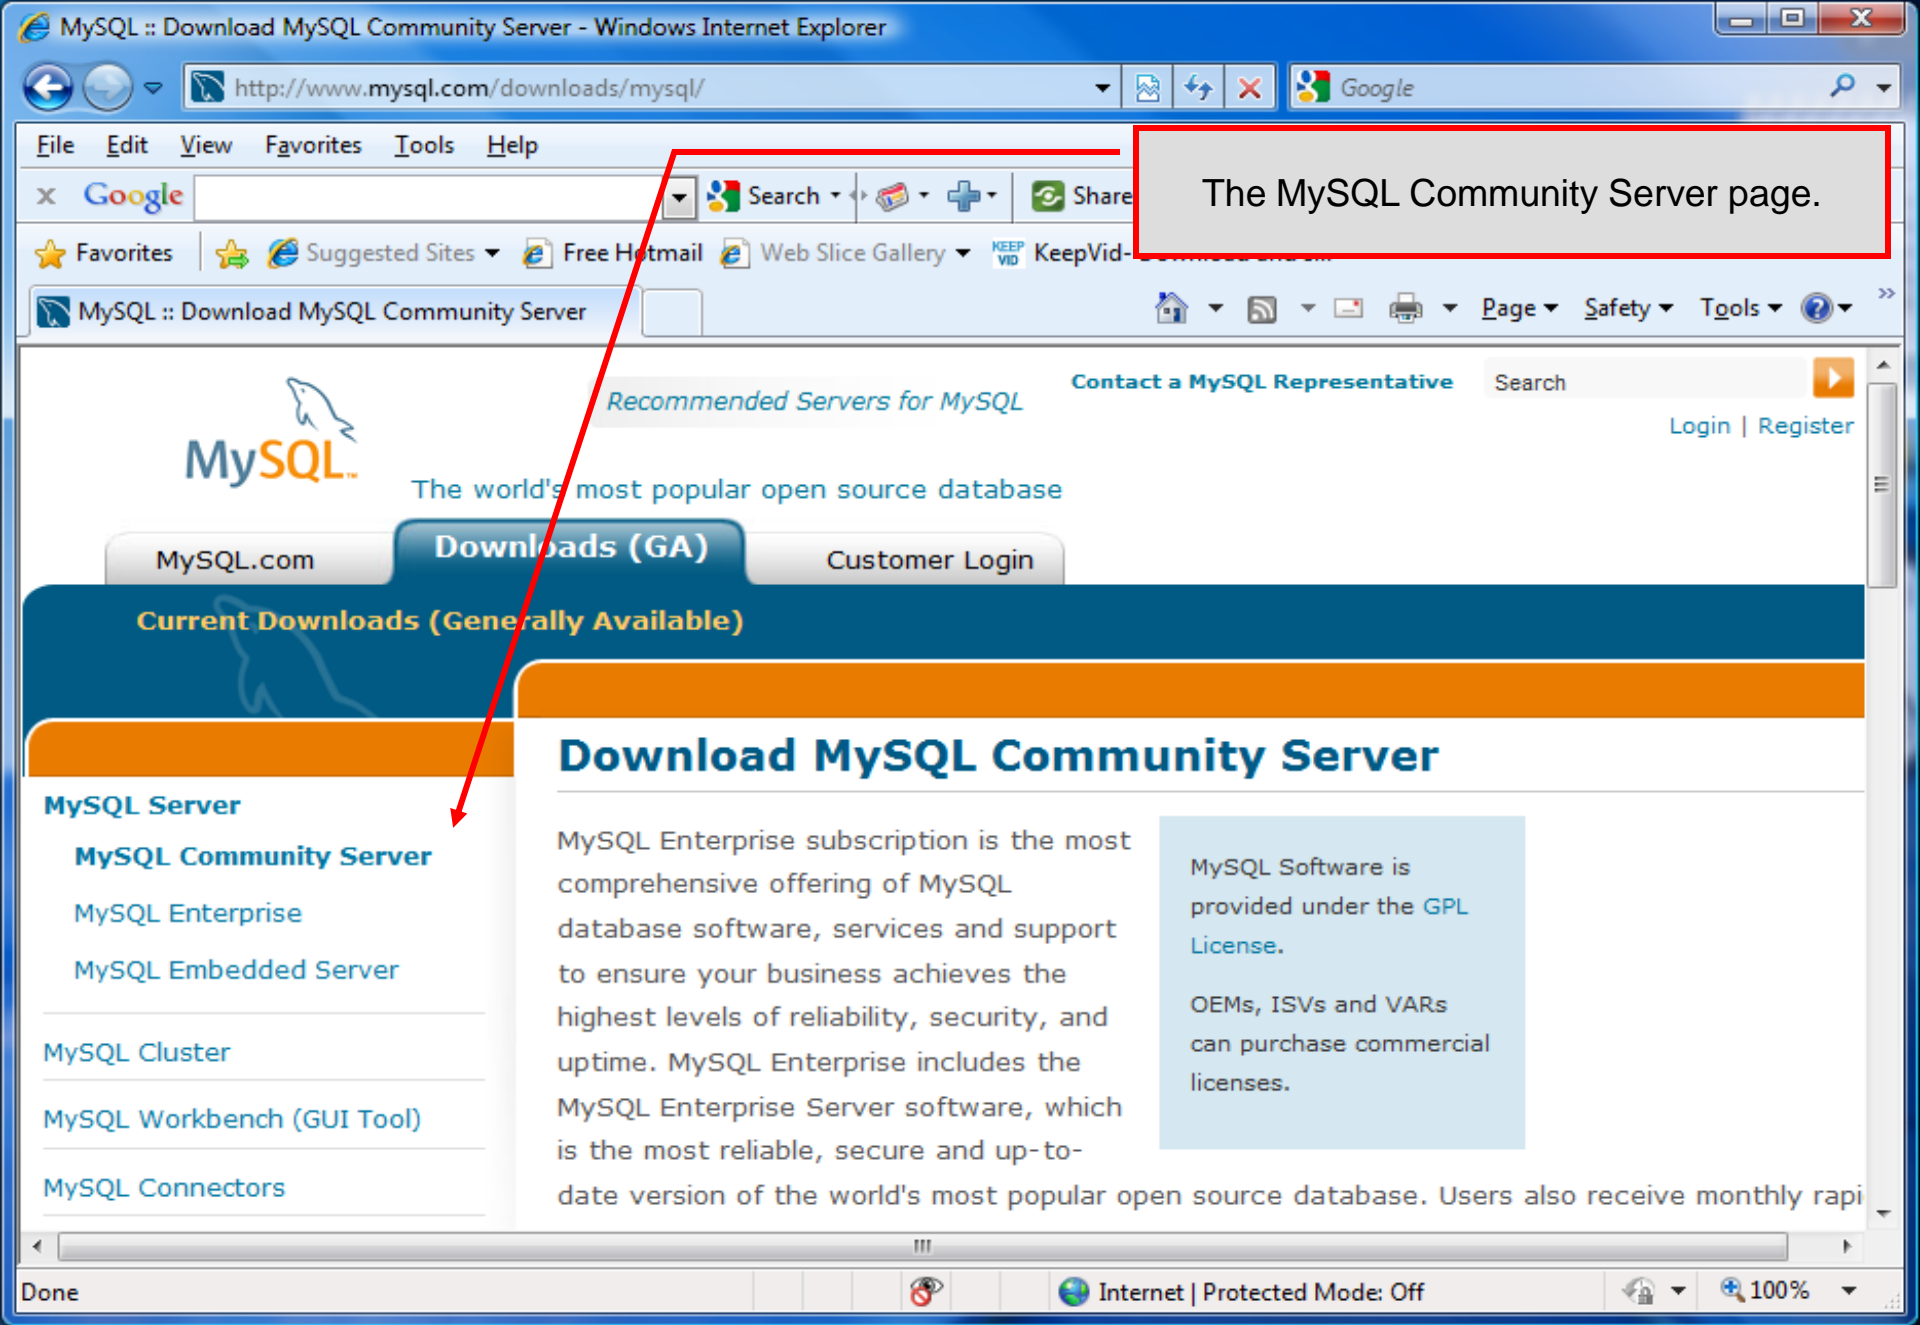 MySQL :: Download MySQL Community Server - Windows Internet Explorer
http://www.mysql.com/downloads/mysql/
Google
File Edit View Favorites Tools Help
The MySQL Community Server page.
x Google Search Share
Favorites Suggested Sites Free Hotmail Web Slice Gallery KEEP VID KeepVid-
MySQL :: Download MySQL Community Server
Page Safety Tools
MySQL™
Recommended Servers for MySQL
Contact a MySQL Representative
Search
Login | Register
The world's most popular open source database
MySQL.com
Downloads (GA)
Customer Login
Current Downloads (Generally Available)
MySQL Server
MySQL Community Server
MySQL Enterprise
MySQL Embedded Server
MySQL Cluster
MySQL Workbench (GUI Tool)
MySQL Connectors
Download MySQL Community Server
MySQL Enterprise subscription is the most
comprehensive offering of MySQL
database software, services and support
to ensure your business achieves the
highest levels of reliability, security, and
uptime. MySQL Enterprise includes the
MySQL Enterprise Server software, which
is the most reliable, secure and up-to-
date version of the world's most popular open source database. Users also receive monthly rapi
MySQL Software is
provided under the GPL
License.
OEMs, ISVs and VARs
can purchase commercial
licenses.
Done
Internet | Protected Mode: Off
100%